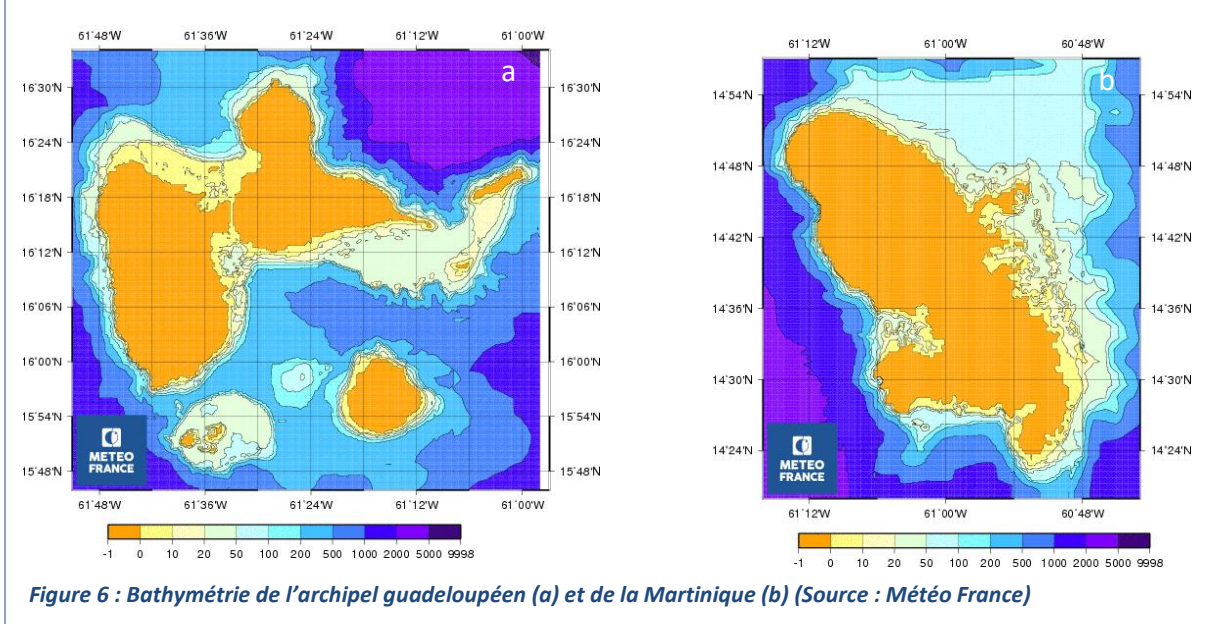 61°48'W 61°36'W 61°24'W 61°12'W 61°00'W
a
16°30'N 16°30'N
16°24'N 16°24'N
16°18'N 16°18'N
16°12'N 16°12'N
16°06'N 16°06'N
16°00'N 16°00'N
15°54'N 15°54'N
15°48'N 15°48'N
METEO
FRANCE
61°48'W 61°36'W 61°24'W 61°12'W 61°00'W
-1 0 10 20 50 100 200 500 1000 2000 5000 9998
61°12'W 61°00'W 60°48'W
b
14°54'N 14°54'N
14°48'N 14°48'N
14°42'N 14°42'N
14°36'N 14°36'N
14°30'N 14°30'N
14°24'N 14°24'N
METEO
FRANCE
61°12'W 61°00'W 60°48'W
-1 0 10 20 50 100 200 500 1000 2000 5000 9998
Figure 6 : Bathymétrie de l’archipel guadeloupéen (a) et de la Martinique (b) (Source : Météo France)